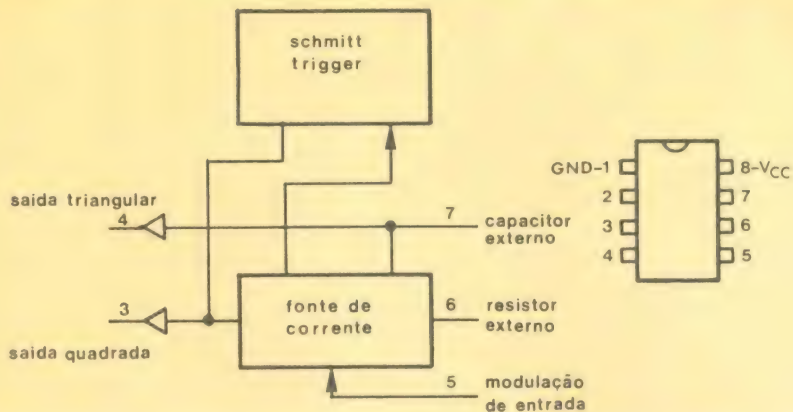 schmitt
trigger
saida triangular
4
7
capacitor
externo
3
saida quadrada
fonte de
corrente
6
resistor
externo
5
modulação
de entrada
GND-1
8-VCC
2
7
3
6
4
5